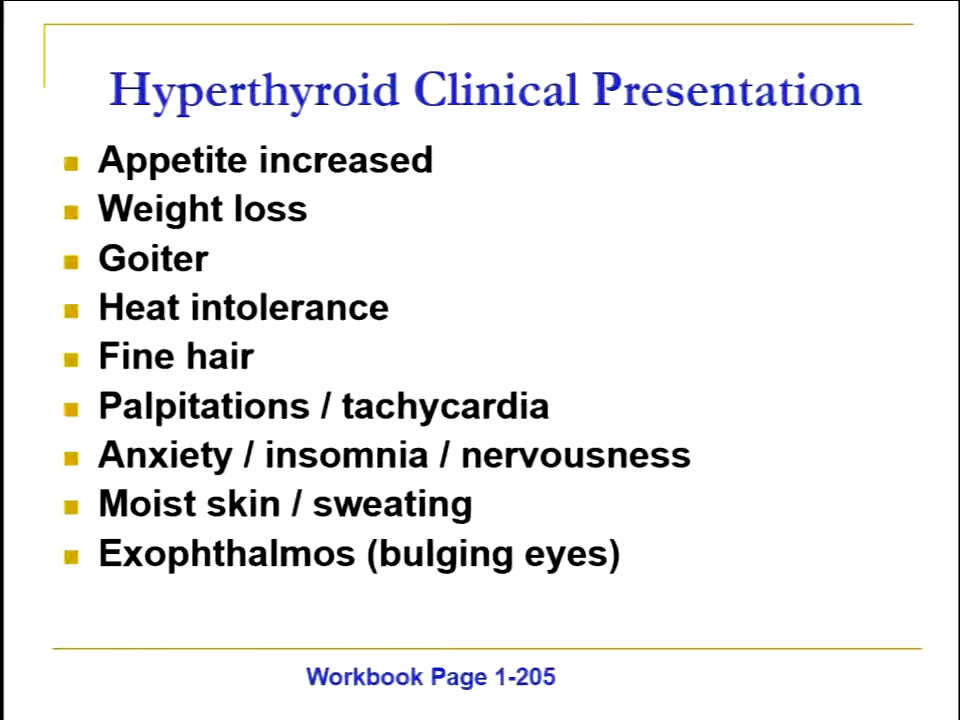 Hyperthyroid Clinical Presentation
Appetite increased
Weight loss
Goiter
Heat intolerance
Fine hair
Palpitations / tachycardia
Anxiety / insomnia / nervousness
Moist skin / sweating
Exophthalmos (bulging eyes)
Workbook Page 1-205